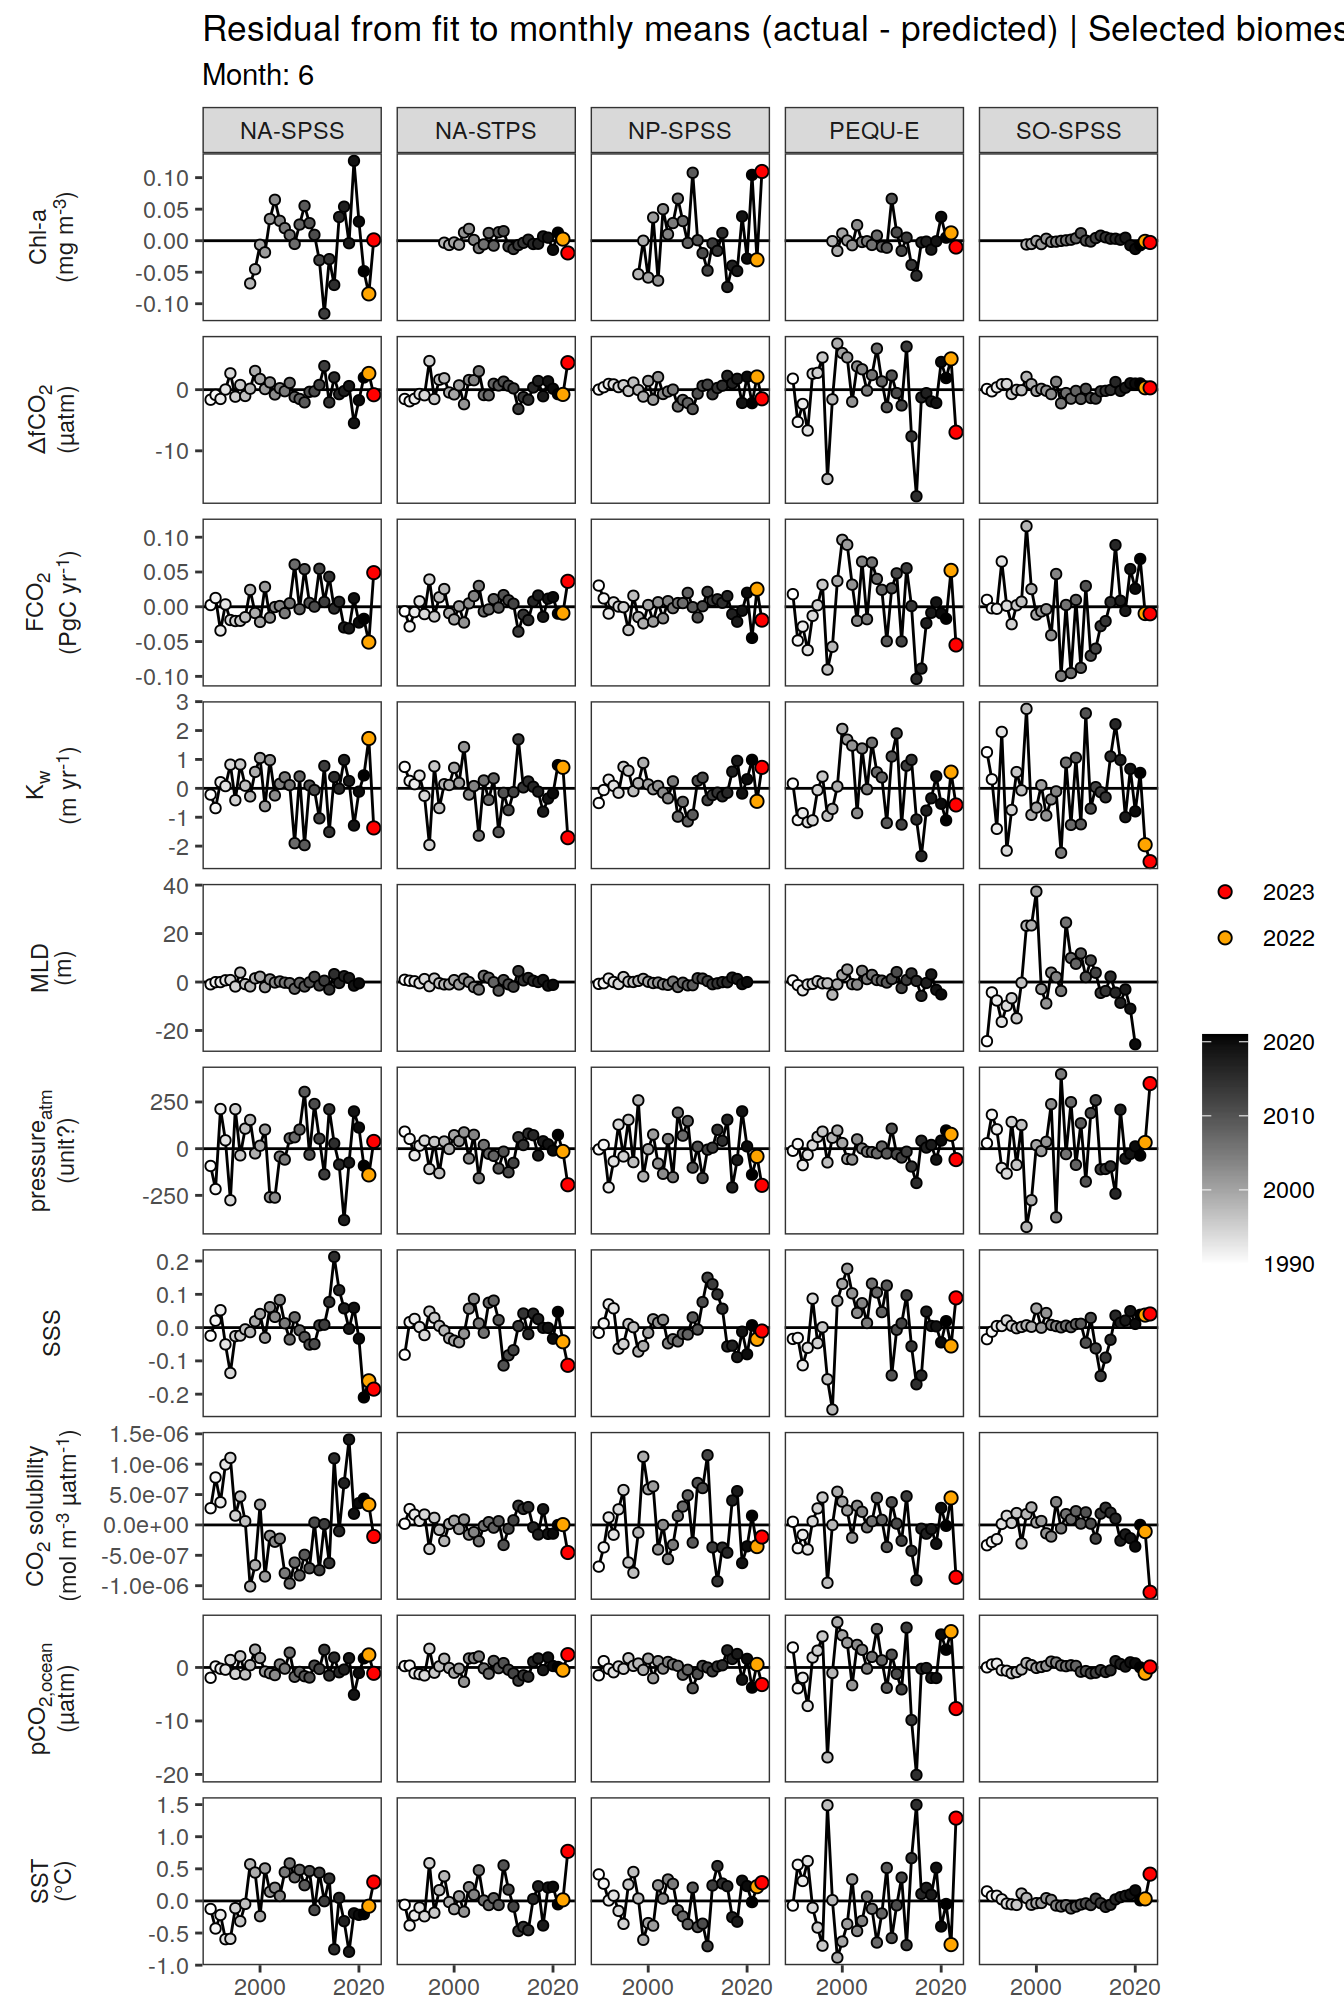 Residual from fit to monthly means (actual - predicted) | Selected biomes
Month: 6
NA-SPSS NA-STPS NP-SPSS PEQU-E SO-SPSS
Chl-a
(mg m⁻³)
0.10
0.05
0.00
-0.05
-0.10
ΔfCO₂
(µatm)
0
-10
FCO₂
(PgC yr⁻¹)
0.10
0.05
0.00
-0.05
-0.10
Kw
(m yr⁻¹)
3
2
1
0
-1
-2
MLD
(m)
40
20
0
-20
pressureatm
(unit?)
250
0
-250
SSS
0.2
0.1
0.0
-0.1
-0.2
CO₂ solubility
(mol m⁻³ µatm⁻¹)
1.5e-06
1.0e-06
5.0e-07
0.0e+00
-5.0e-07
-1.0e-06
pCO2,ocean
(µatm)
0
-10
-20
SST
(°C)
1.5
1.0
0.5
0.0
-0.5
-1.0
2000 2020 2000 2020 2000 2020 2000 2020 2000 2020
2023
2022
2020
2010
2000
1990